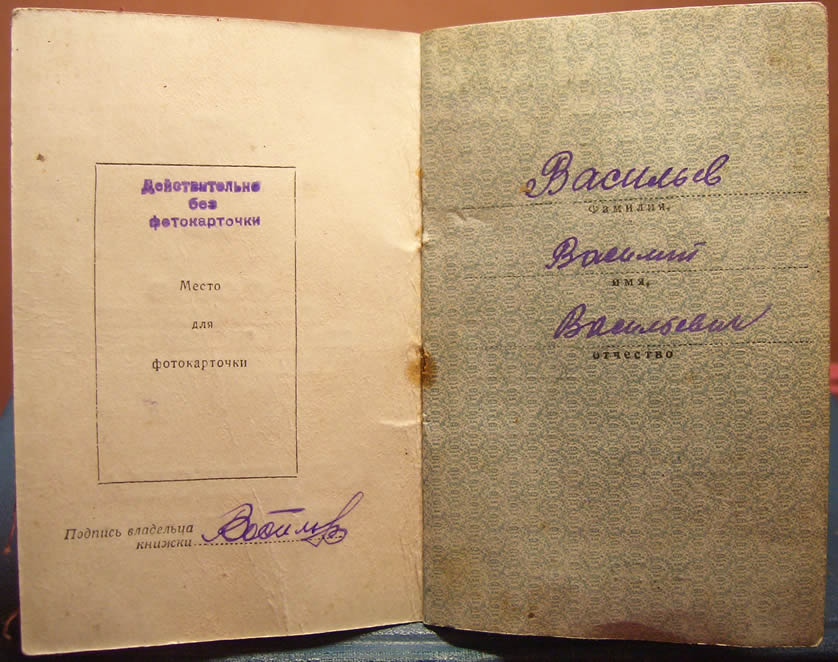 Действительно
без
фотокарточки
Место
для
фотокарточки
Подпись владельца
книжки
Васильев
фамилия,
Василий
имя,
Васильевич
отчество